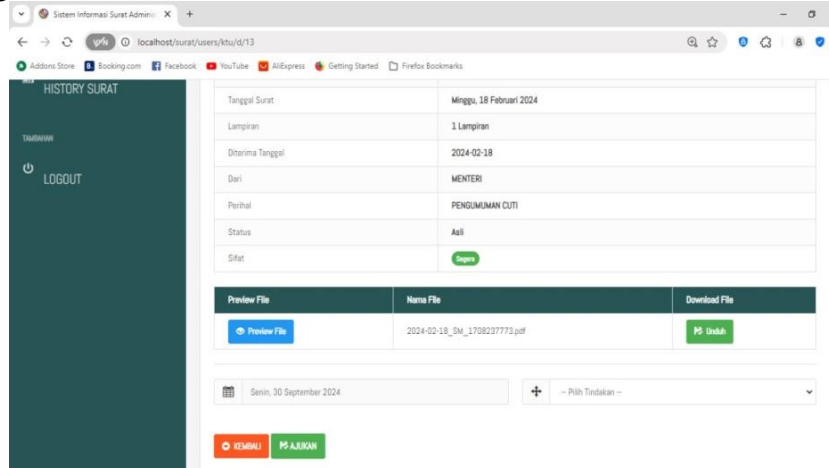 Sistem Informasi Surat Adminis
VPN localhost/surat/users/ktu/d/13
Addons Store Booking.com Facebook YouTube AliExpress Getting Started Firefox Bookmarks
HISTORY SURAT
TAMBAHAN
LOGOUT
Tanggal Surat Minggu, 18 Februari 2024
Lampiran 1 Lampiran
Diterima Tanggal 2024-02-18
Dari MENTERI
Perihal PENGUMUMAN CUTI
Status Asli
Sifat Segera
Preview File Nama File Download File
Preview File 2024-02-18_SM_1708237773.pdf Unduh
Senin, 30 September 2024 -- Pilih Tindakan --
KEMBALI AJUKAN